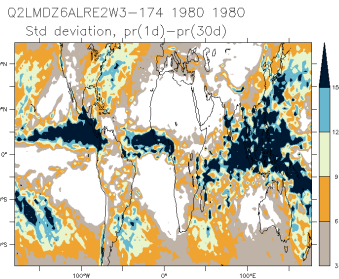 Q2LMDZ6ALRE2W3-174 1980 1980
Std deviation, pr(1d)-pr(30d)
°N
°N
0°
°S
°S
100°W
0°
100°E
15
12
9
6
3